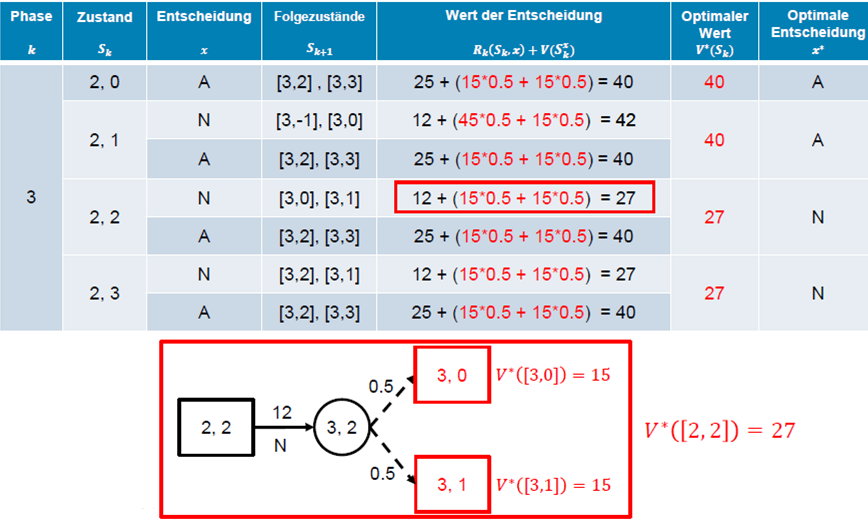 Phase Zustand Entscheidung Folgezustände Wert der Entscheidung Optimaler Wert Optimale Entscheidung
k S_k x S_{k+1} R_k(S_k, x) + V(S_k^x) V*(S_k) x*
3
2, 0 A [3,2] , [3,3] 25 + (15*0.5 + 15*0.5) = 40 40 A
2, 1 N [3,-1], [3,0] 12 + (45*0.5 + 15*0.5) = 42 40 A
A [3,2], [3,3] 25 + (15*0.5 + 15*0.5) = 40
2, 2 N [3,0], [3,1] 12 + (15*0.5 + 15*0.5) = 27 27 N
A [3,2], [3,3] 25 + (15*0.5 + 15*0.5) = 40
2, 3 N [3,2], [3,1] 12 + (15*0.5 + 15*0.5) = 27 27 N
A [3,2], [3,3] 25 + (15*0.5 + 15*0.5) = 40
2, 2
12
N
3, 2
0.5
3, 0 V*([3,0]) = 15
0.5
3, 1 V*([3,1]) = 15
V*([2, 2]) = 27